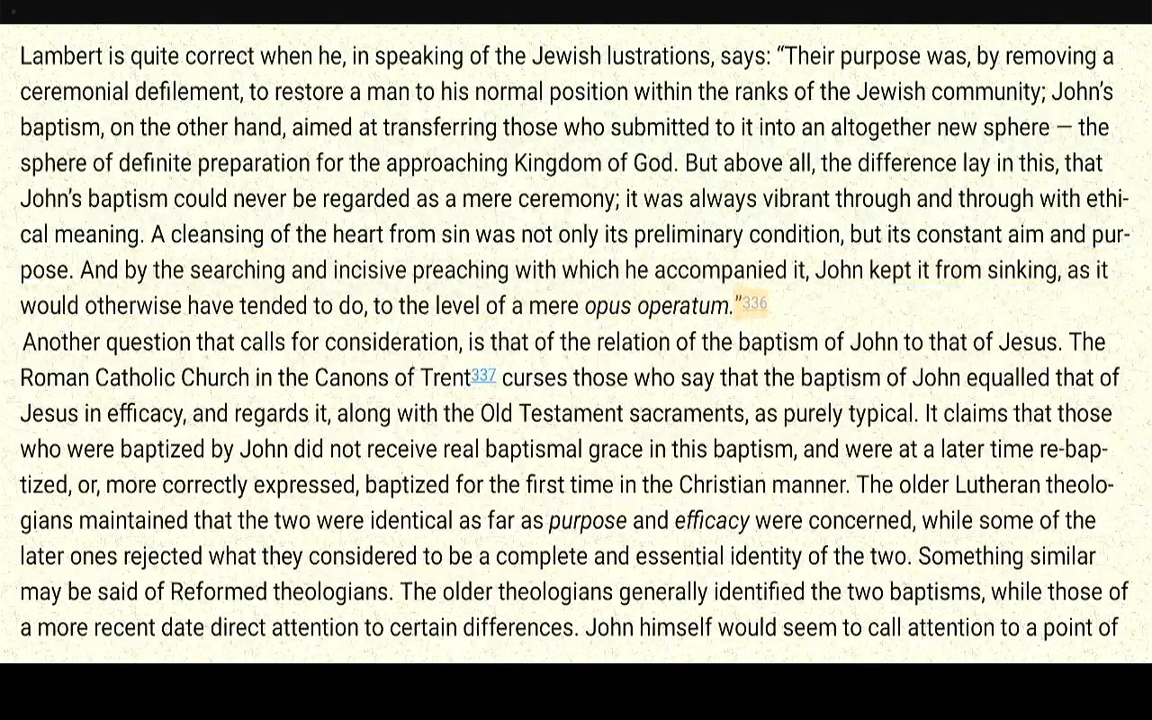 Lambert is quite correct when he, in speaking of the Jewish lustrations, says: “Their purpose was, by removing a
ceremonial defilement, to restore a man to his normal position within the ranks of the Jewish community; John’s
baptism, on the other hand, aimed at transferring those who submitted to it into an altogether new sphere — the
sphere of definite preparation for the approaching Kingdom of God. But above all, the difference lay in this, that
John’s baptism could never be regarded as a mere ceremony; it was always vibrant through and through with ethi-
cal meaning. A cleansing of the heart from sin was not only its preliminary condition, but its constant aim and pur-
pose. And by the searching and incisive preaching with which he accompanied it, John kept it from sinking, as it
would otherwise have tended to do, to the level of a mere opus operatum.”336
Another question that calls for consideration, is that of the relation of the baptism of John to that of Jesus. The
Roman Catholic Church in the Canons of Trent337 curses those who say that the baptism of John equalled that of
Jesus in efficacy, and regards it, along with the Old Testament sacraments, as purely typical. It claims that those
who were baptized by John did not receive real baptismal grace in this baptism, and were at a later time re-bap-
tized, or, more correctly expressed, baptized for the first time in the Christian manner. The older Lutheran theolo-
gians maintained that the two were identical as far as purpose and efficacy were concerned, while some of the
later ones rejected what they considered to be a complete and essential identity of the two. Something similar
may be said of Reformed theologians. The older theologians generally identified the two baptisms, while those of
a more recent date direct attention to certain differences. John himself would seem to call attention to a point of